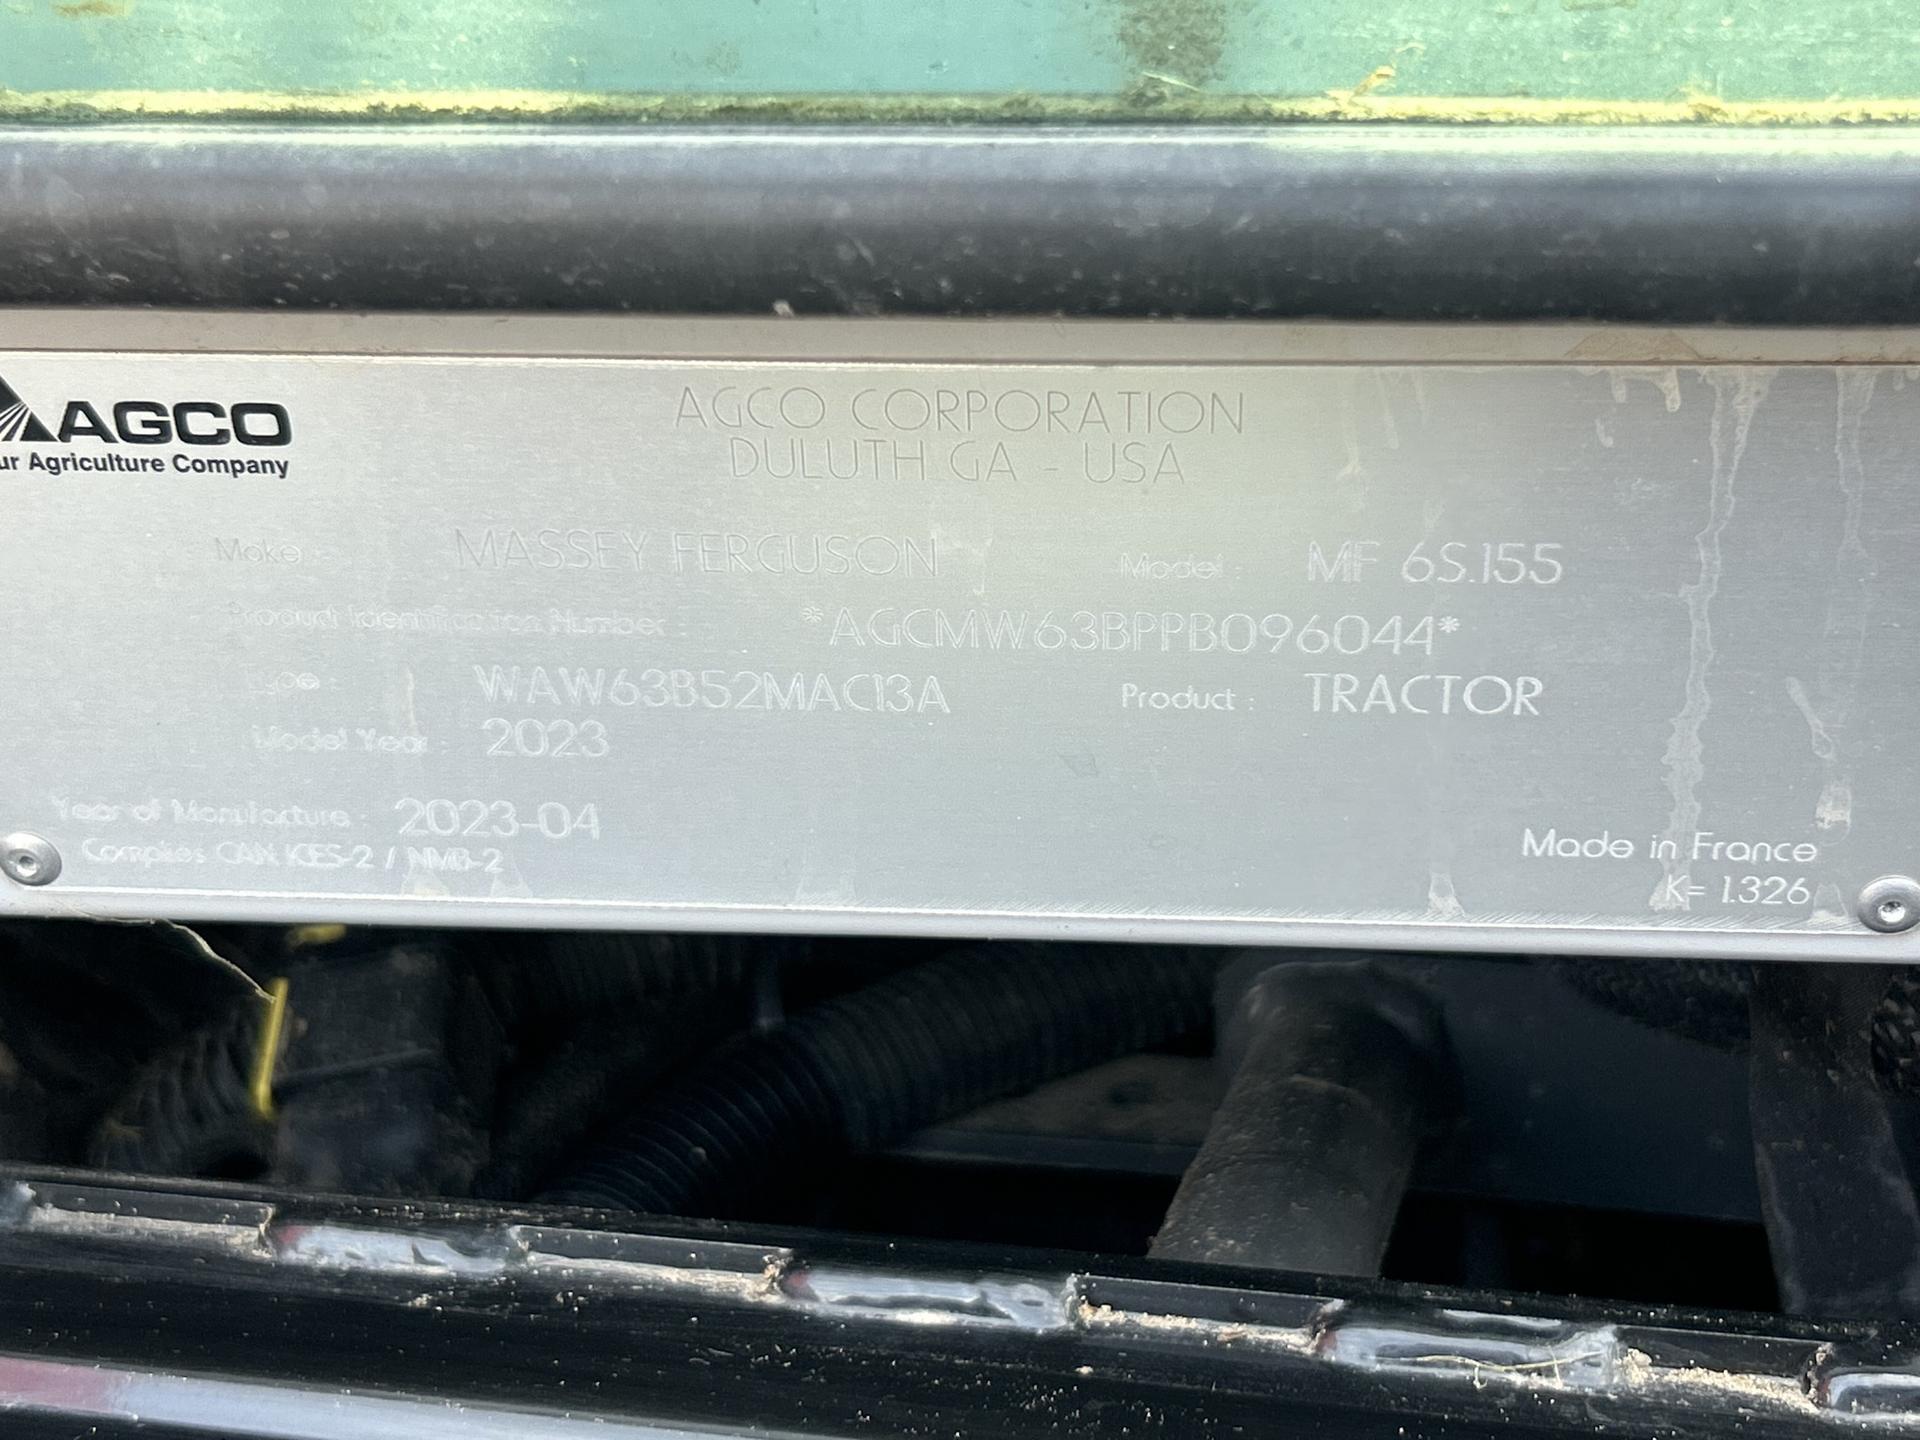 AGCO
ur Agriculture Company
AGCO CORPORATION
DULUTH GA - USA
Make : MASSEY FERGUSON Model : MF 6S.155
Product Identification Number : *AGCMW63BPPB096044*
Type : WAW63B52MAC13A Product : TRACTOR
Model Year : 2023
Year of Manufacture : 2023-04
Complies CAN ICES-2 / NMB-2
Made in France
K= 1.326